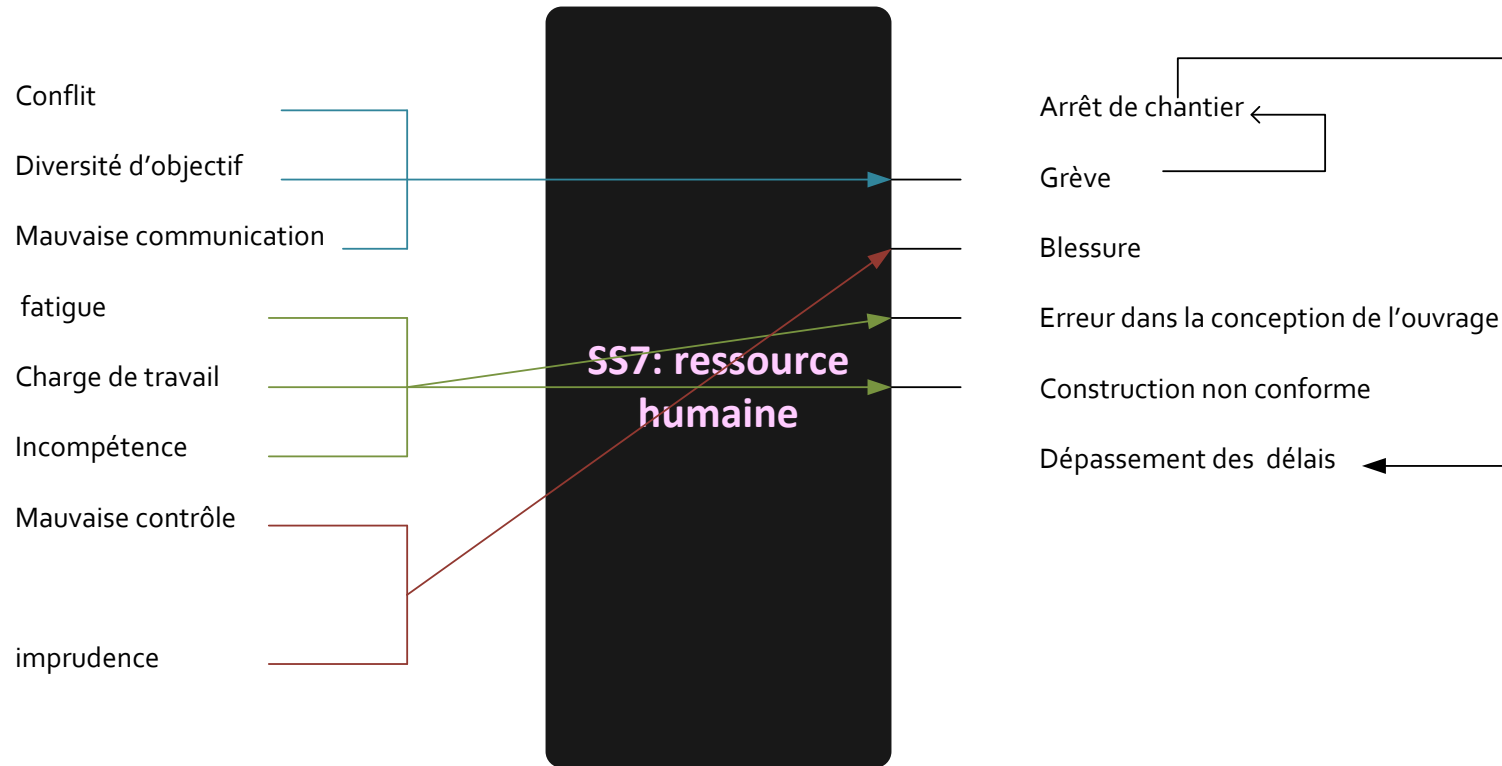 Conflit
Diversité d'objectif
Mauvaise communication
fatigue
Charge de travail
Incompétence
Mauvaise contrôle
imprudence
SS7: ressource
humaine
Arrêt de chantier
Grève
Blessure
Erreur dans la conception de l'ouvrage
Construction non conforme
Dépassement des délais